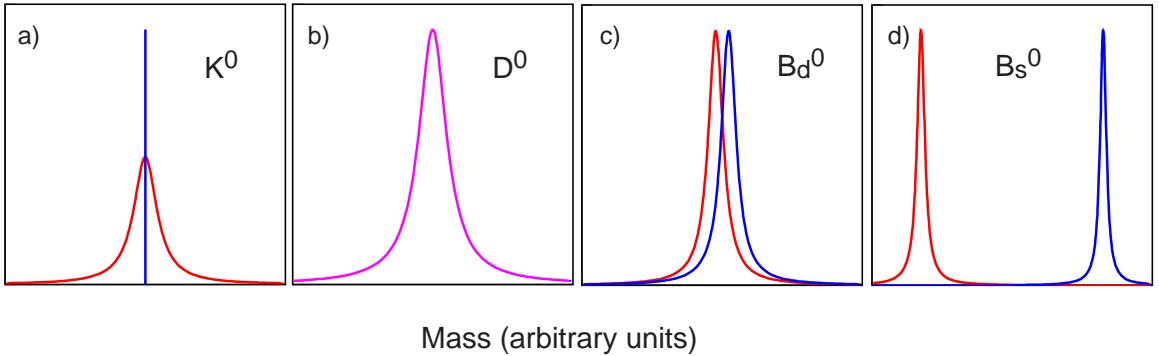 a)
K⁰
b)
D⁰
c)
Bd⁰
d)
Bs⁰
Mass (arbitrary units)